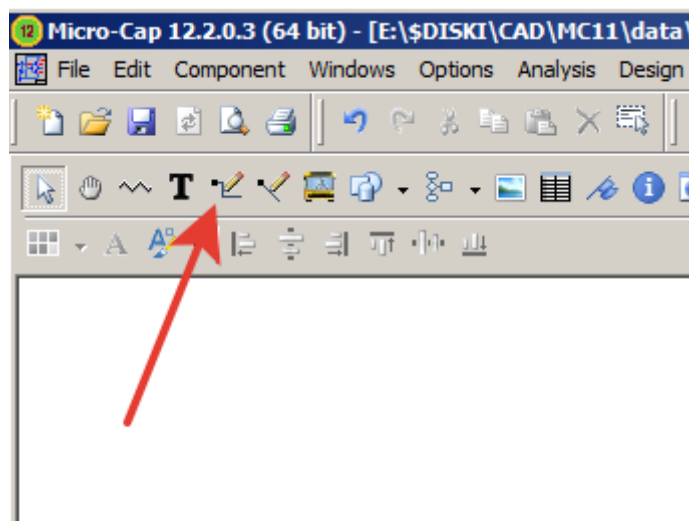 12 Micro-Cap 12.2.0.3 (64 bit) - [E:\$DISKI\CAD\MC11\data\
File Edit Component Windows Options Analysis Design
T
A